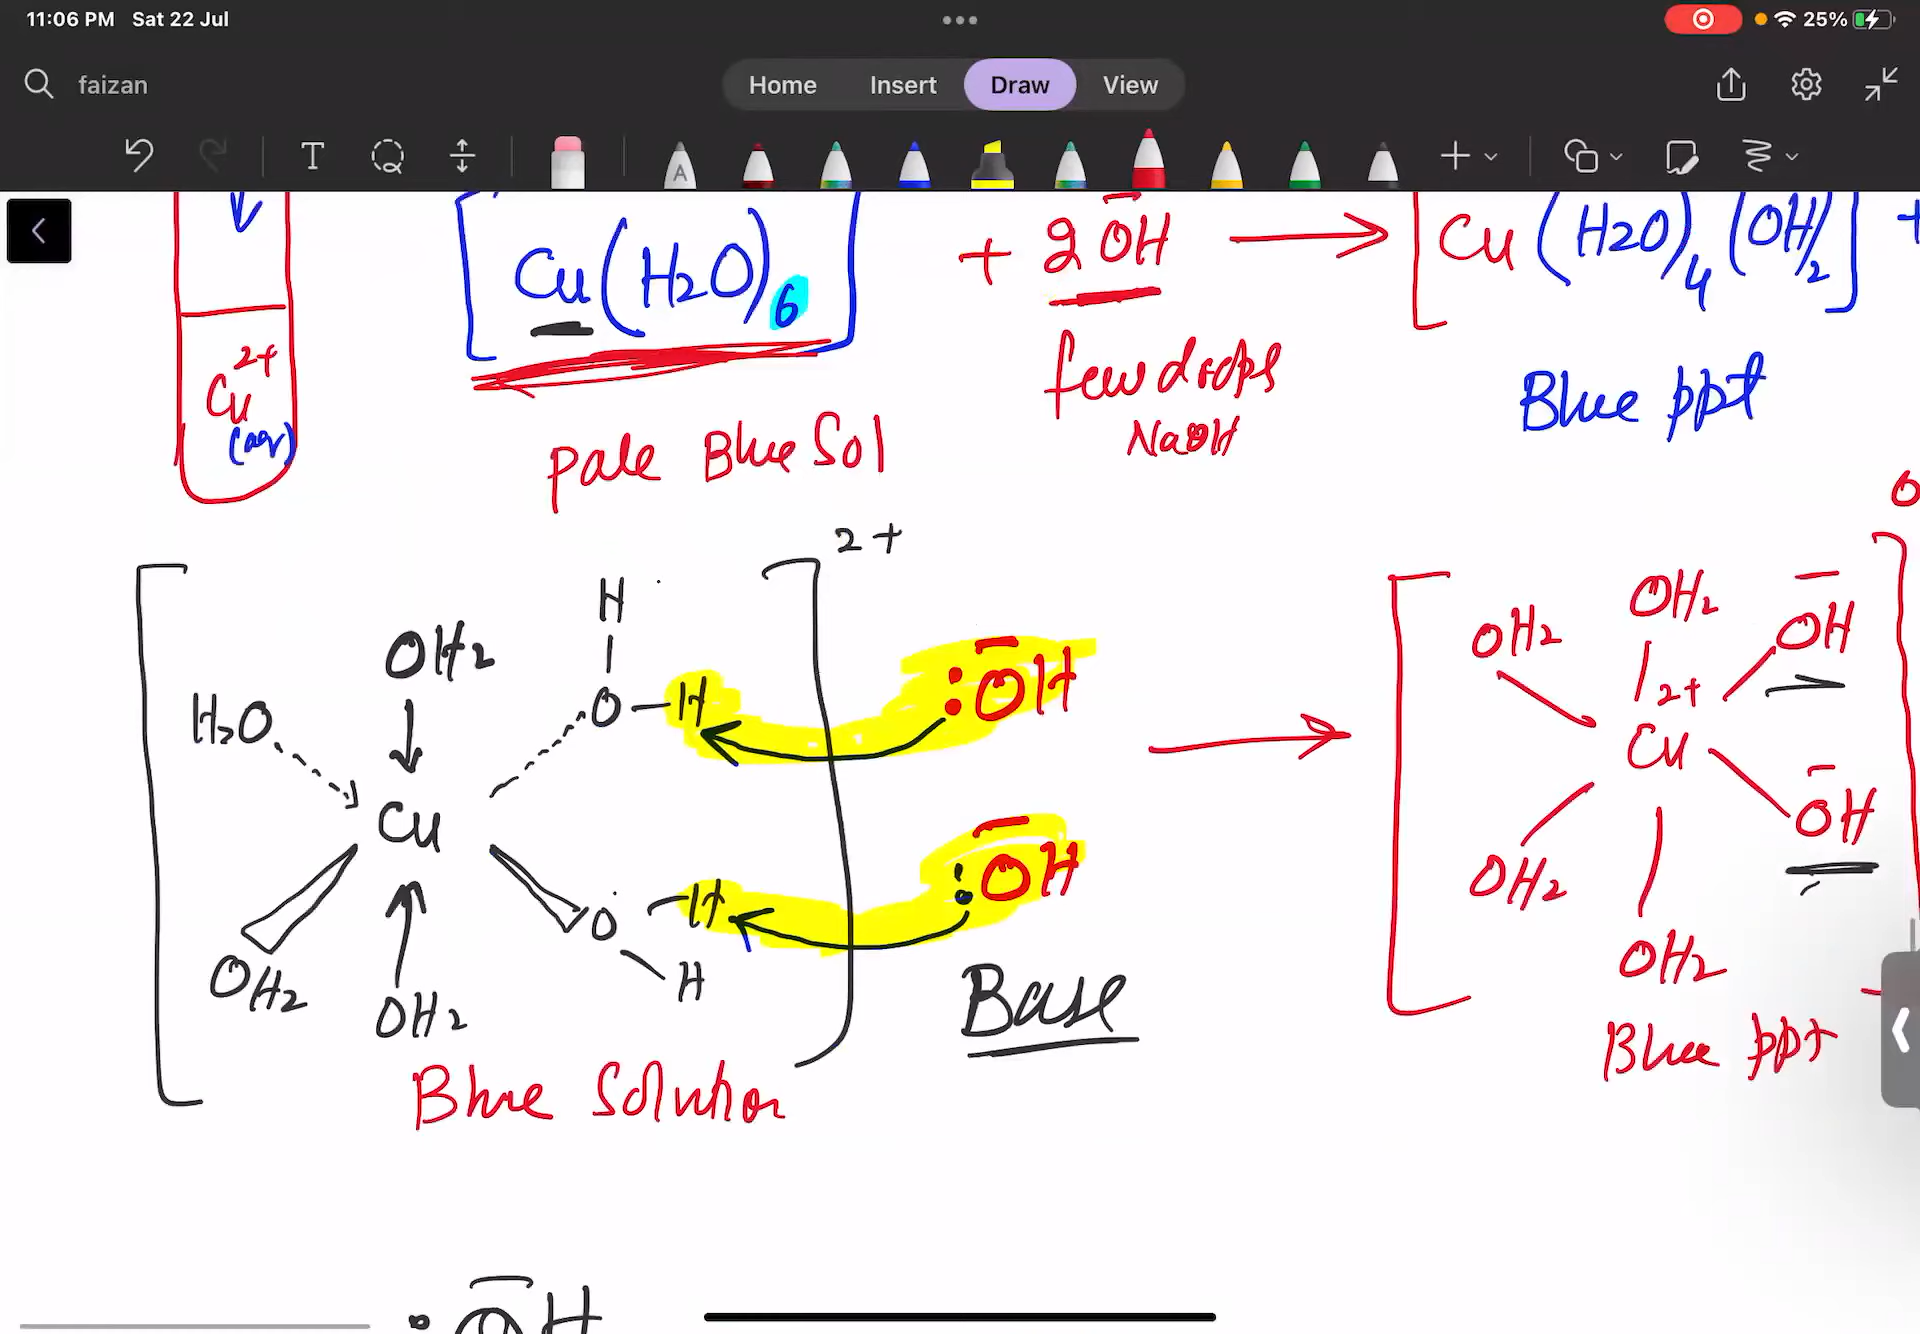 11:06 PM Sat 22 Jul
25%
faizan
Home Insert Draw View
T
A
[Cu(H2O)6] + 2OH⁻ → [Cu(H2O)4(OH)2] +
Cu2+
(aq)
few drops
NaOH
Blue ppt
Pale Blue Sol
2+
H
OH2
H2O
O-H
:OH⁻
Cu
:OH⁻
O-H
H
OH2
OH2
Base
Blue Solution
OH2
OH2
OH⁻
2+
Cu
OH⁻
OH2
OH2
Blue ppt
:OH⁻